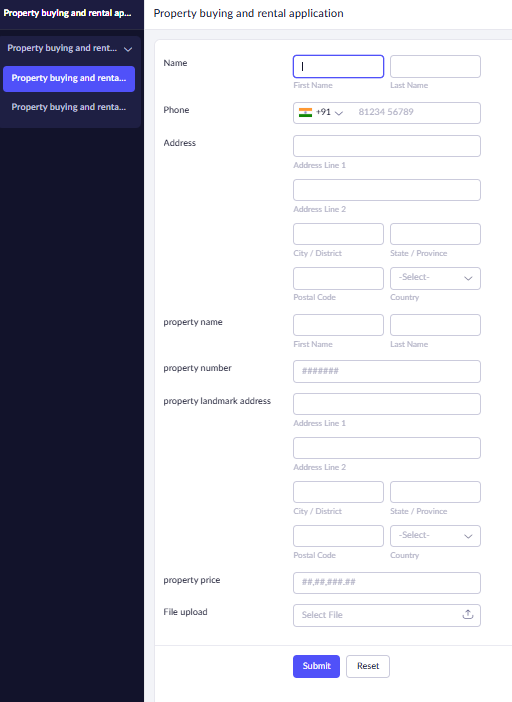 Property buying and rental ap...
Property buying and rental application
Property buying and rent...
Property buying and renta...
Property buying and renta...
Name
First Name
Last Name
Phone
+91
81234 56789
Address
Address Line 1
Address Line 2
City / District
State / Province
-Select-
Postal Code
Country
property name
First Name
Last Name
property number
#######
property landmark address
Address Line 1
Address Line 2
City / District
State / Province
-Select-
Postal Code
Country
property price
##,##,###.##
File upload
Select File
Submit
Reset